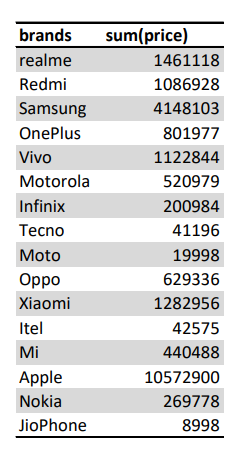 brands sum(price)
realme 1461118
Redmi 1086928
Samsung 4148103
OnePlus 801977
Vivo 1122844
Motorola 520979
Infinix 200984
Tecno 41196
Moto 19998
Oppo 629336
Xiaomi 1282956
Itel 42575
Mi 440488
Apple 10572900
Nokia 269778
JioPhone 8998